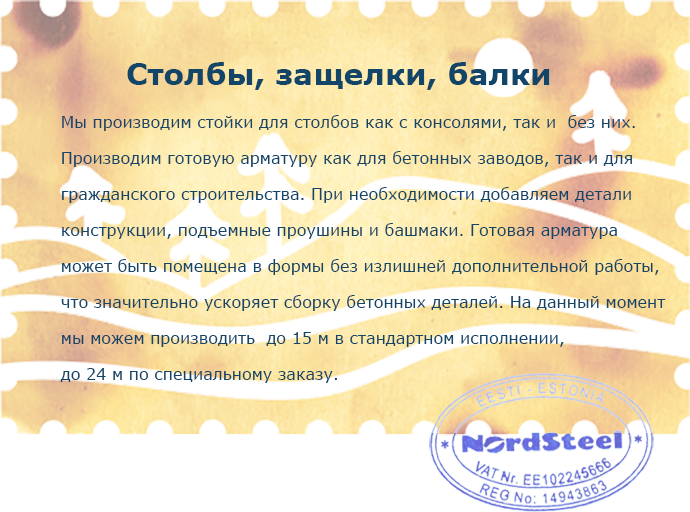 Столбы, защелки, балки
Мы производим стойки для столбов как с консолями, так и без них.
Производим готовую арматуру как для бетонных заводов, так и для
гражданского строительства. При необходимости добавляем детали
конструкции, подъемные проушины и башмаки. Готовая арматура
может быть помещена в формы без излишней дополнительной работы,
что значительно ускоряет сборку бетонных деталей. На данный момент
мы можем производить до 15 м в стандартном исполнении,
до 24 м по специальному заказу.
EESTI - ESTONIA
* NordSteel *
VAT Nr. EE102245666
REG No: 14943863